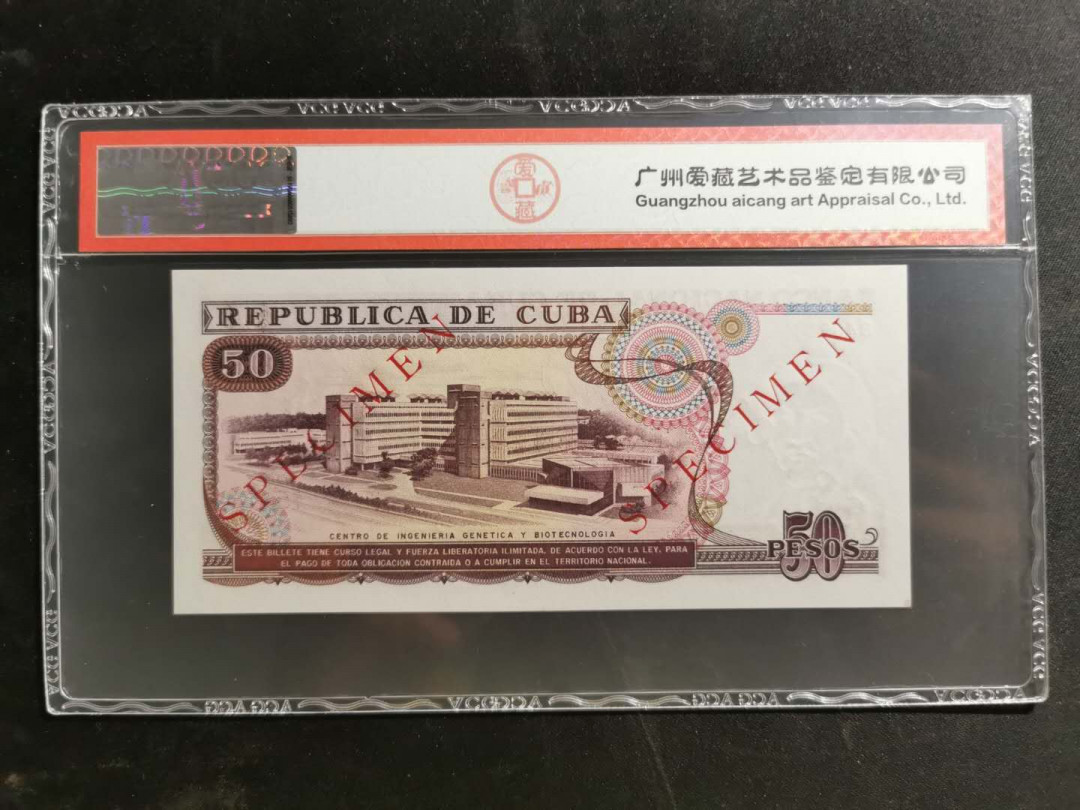 广州爱藏艺术品鉴定有限公司
Guangzhou aicang art Appraisal Co., Ltd.
爱
藏
REPUBLICA DE CUBA
50
SPECIMEN
SPECIMEN
CENTRO DE INGENIERIA GENETICA Y BIOTECNOLOGIA
ESTE BILLETE TIENE CURSO LEGAL Y FUERZA LIBERATORIA ILIMITADA, DE ACUERDO CON LA LEY, PARA
EL PAGO DE TODA OBLIGACION CONTRAIDA O A CUMPLIR EN EL TERRITORIO NACIONAL.
50
PESOS